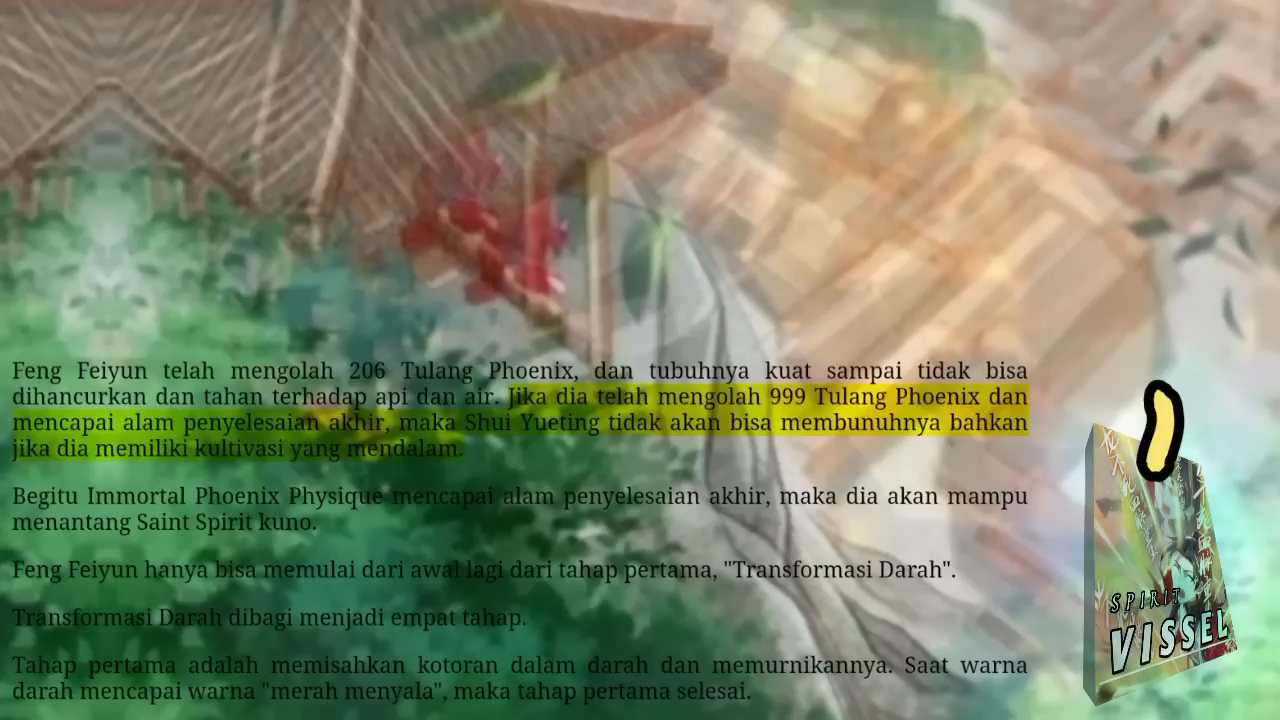 Feng Feiyun telah mengolah 206 Tulang Phoenix, dan tubuhnya kuat sampai tidak bisa
dihancurkan dan tahan terhadap api dan air. Jika dia telah mengolah 999 Tulang Phoenix dan
mencapai alam penyelesaian akhir, maka Shui Yueting tidak akan bisa membunuhnya bahkan
jika dia memiliki kultivasi yang mendalam.
Begitu Immortal Phoenix Physique mencapai alam penyelesaian akhir, maka dia akan mampu
menantang Saint Spirit kuno.
Feng Feiyun hanya bisa memulai dari awal lagi dari tahap pertama, "Transformasi Darah".
Transformasi Darah dibagi menjadi empat tahap.
Tahap pertama adalah memisahkan kotoran dalam darah dan memurnikannya. Saat warna
darah mencapai warna "merah menyala", maka tahap pertama selesai.
SPIRIT
VISSEL